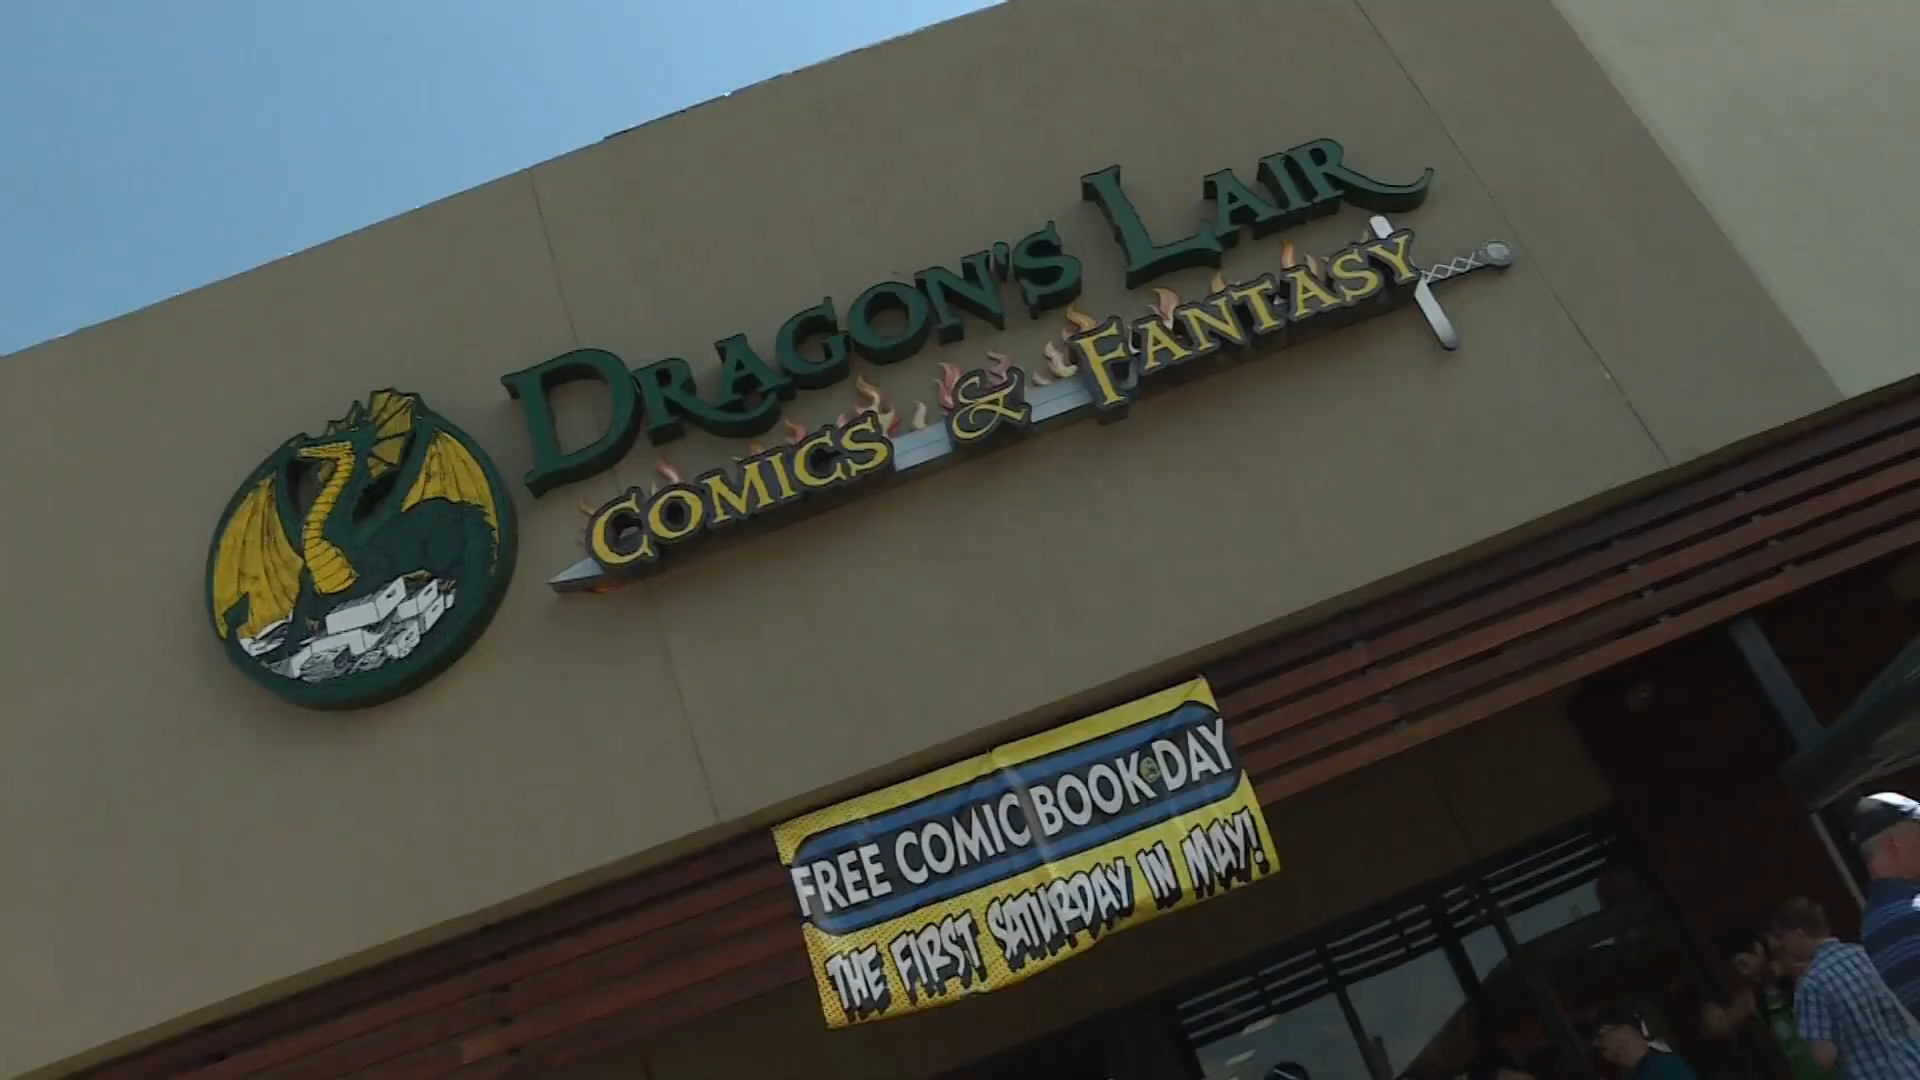 DRAGON'S LAIR
COMICS & FANTASY
FREE COMIC BOOK DAY
THE FIRST SATURDAY IN MAY!